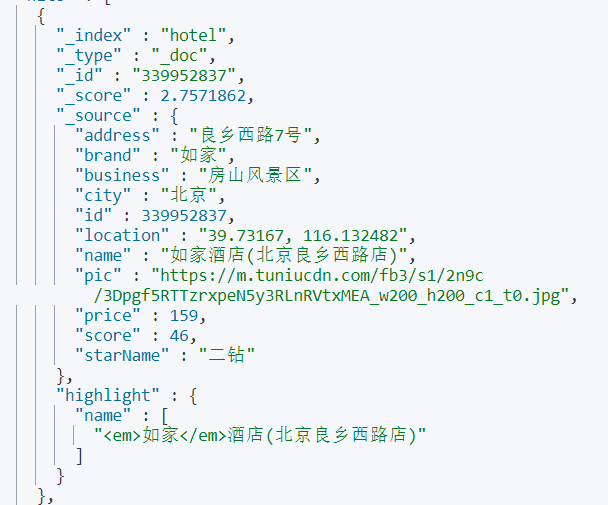 {
"_index" : "hotel",
"_type" : "_doc",
"_id" : "339952837",
"_score" : 2.7571862,
"_source" : {
"address" : "良乡西路7号",
"brand" : "如家",
"business" : "房山风景区",
"city" : "北京",
"id" : 339952837,
"location" : "39.73167, 116.132482",
"name" : "如家酒店(北京良乡西路店)",
"pic" : "https://m.tuniucdn.com/fb3/s1/2n9c
/3Dpgf5RTTzrxpeN5y3RLnRVtxMEA_w200_h200_c1_t0.jpg",
"price" : 159,
"score" : 46,
"starName" : "二钻"
},
"highlight" : {
"name" : [
"<em>如家</em>酒店(北京良乡西路店)"
]
}
},